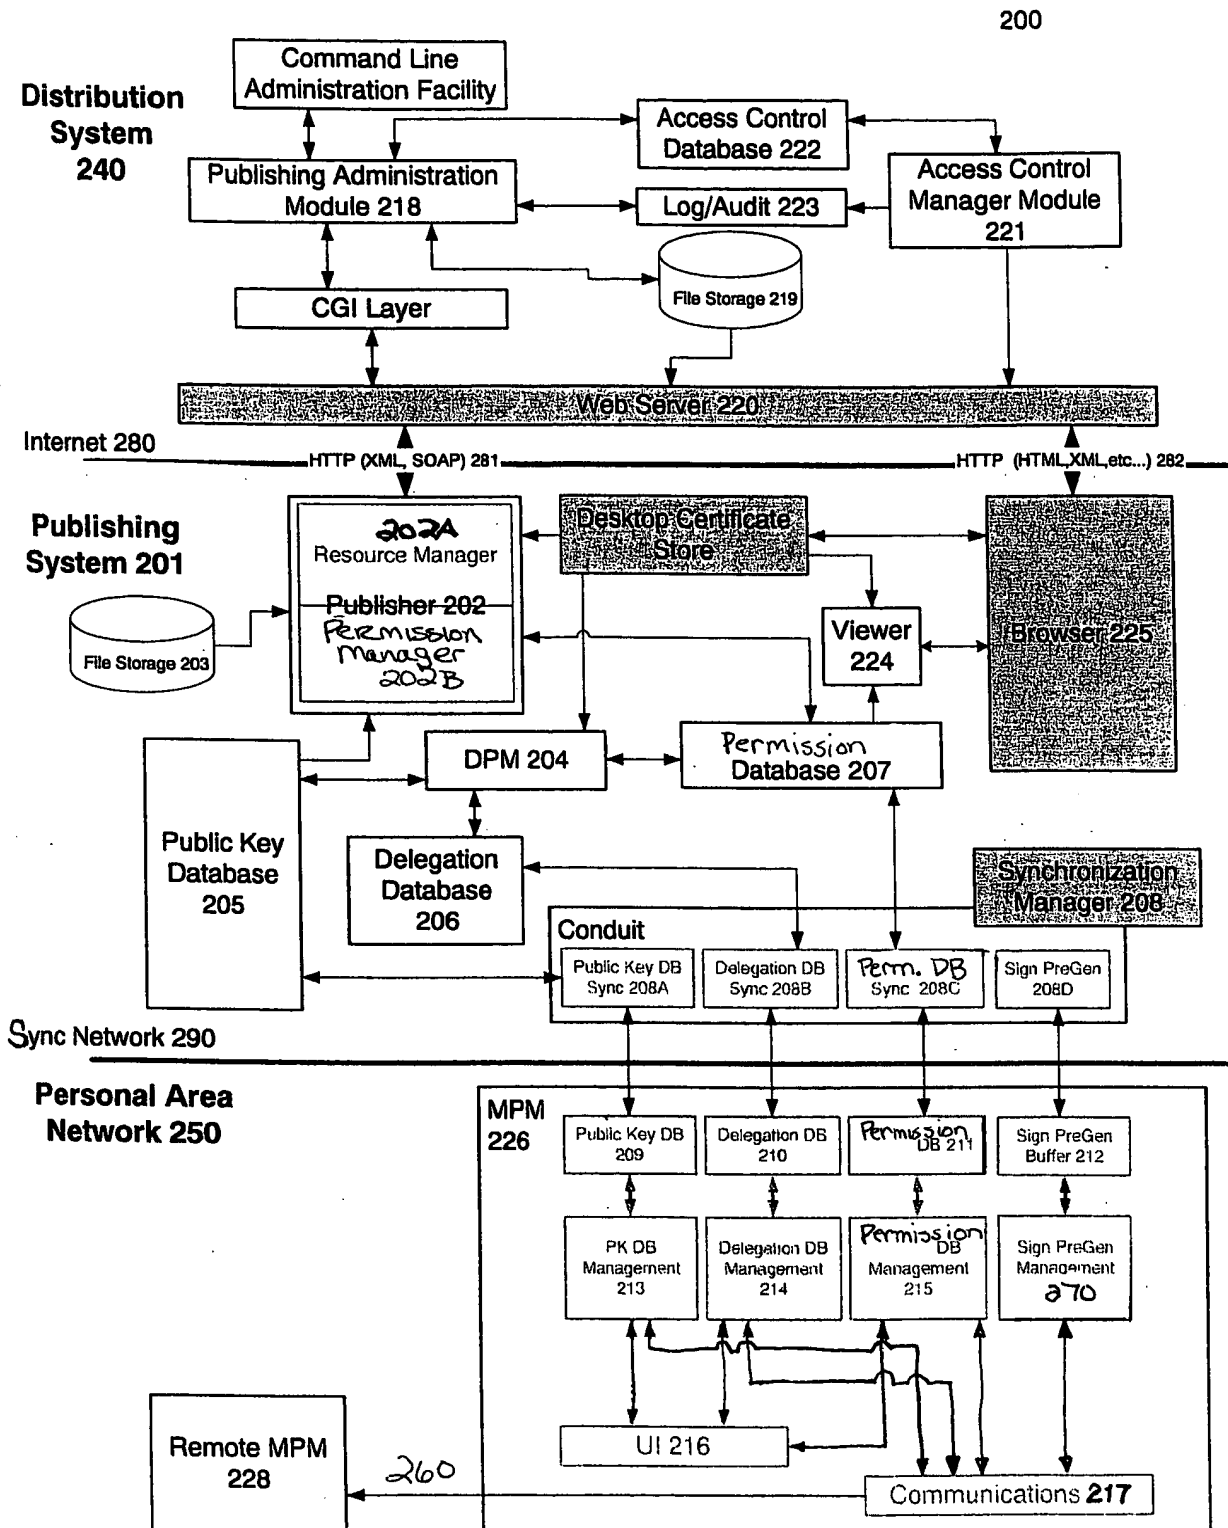 200
Command Line
Administration Facility
Distribution
System
240
Access Control
Database 222
Publishing Administration
Module 218
Access Control
Manager Module
221
Log/Audit 223
File Storage 219
CGI Layer
Web Server 220
Internet 280
HTTP (XML, SOAP) 281
HTTP (HTML,XML,etc...) 282
Publishing
System 201
202A
Resource Manager
Publisher 202
Permission
Manager
202B
Desktop Certificate
Store
File Storage 203
Viewer
224
Browser 225
DPM 204
Permission
Database 207
Public Key
Database
205
Delegation
Database
206
Synchronization
Manager 208
Conduit
Public Key DB
Sync 208A
Delegation DB
Sync 208B
Perm. DB
Sync 208C
Sign PreGen
208D
Sync Network 290
Personal Area
Network 250
MPM
226
Public Key DB
209
Delegation DB
210
Permission
DB 211
Sign PreGen
Buffer 212
PK DB
Management
213
Delegation DB
Management
214
Permission
DB
Management
215
Sign PreGen
Management
270
UI 216
Remote MPM
228
260
Communications 217